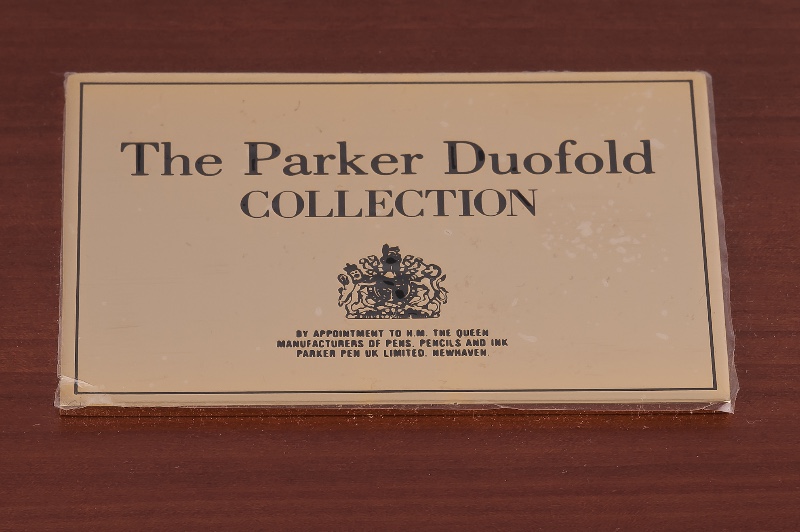 The Parker Duofold
COLLECTION
BY APPOINTMENT TO H.M. THE QUEEN
MANUFACTURERS OF PENS, PENCILS AND INK
PARKER PEN UK LIMITED, NEWHAVEN.